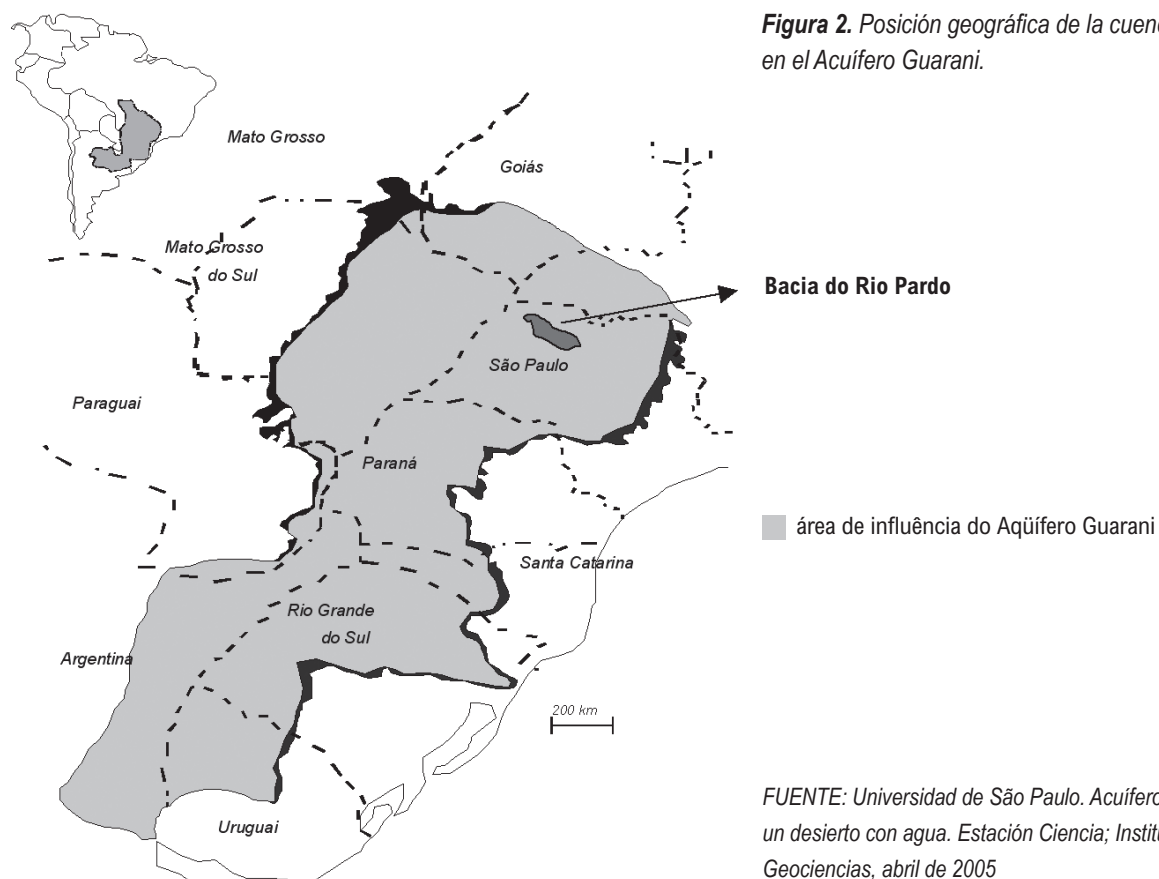 Figura 2. Posición geográfica de la
en el Acuífero Guarani.
Mato Grosso
Goiás
Mato Grosso
do Sul
Bacia do Rio Pardo
São Paulo
Paraguai
Paraná
área de influência do Aqüífero Guarani
Santa Catarina
Rio Grande
do Sul
Argentina
200 km
Uruguai
FUENTE: Universidad de São Paulo. Acuífero
un desierto con agua. Estación Ciencia;
Geociencias, abril de 2005